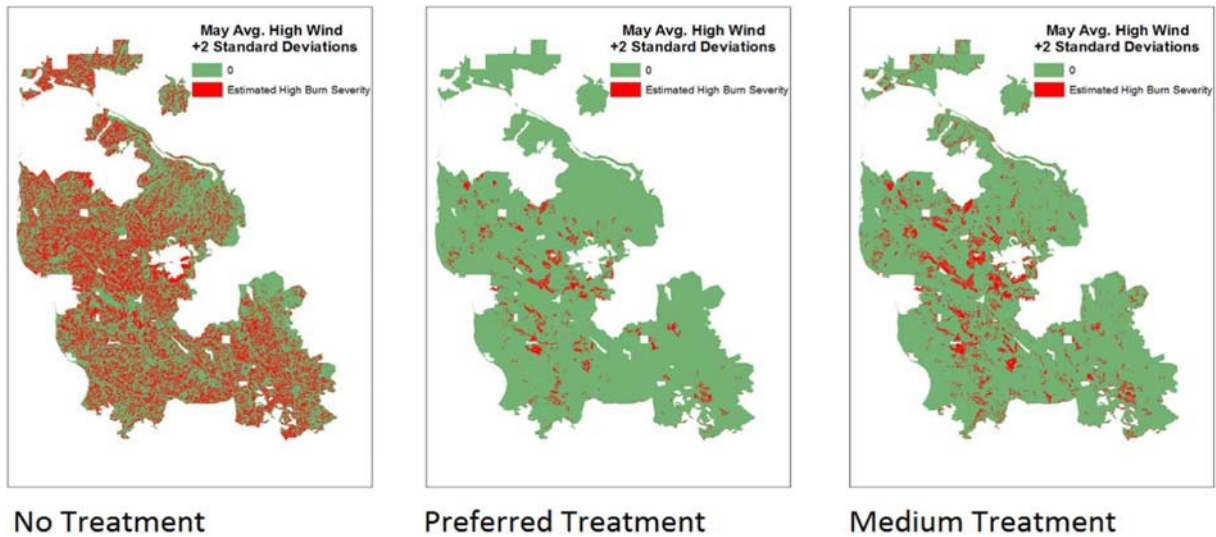 May Avg. High Wind
+2 Standard Deviations
0
Estimated High Burn Severity
May Avg. High Wind
+2 Standard Deviations
0
Estimated High Burn Severity
May Avg. High Wind
+2 Standard Deviations
0
Estimated High Burn Severity
No Treatment
Preferred Treatment
Medium Treatment